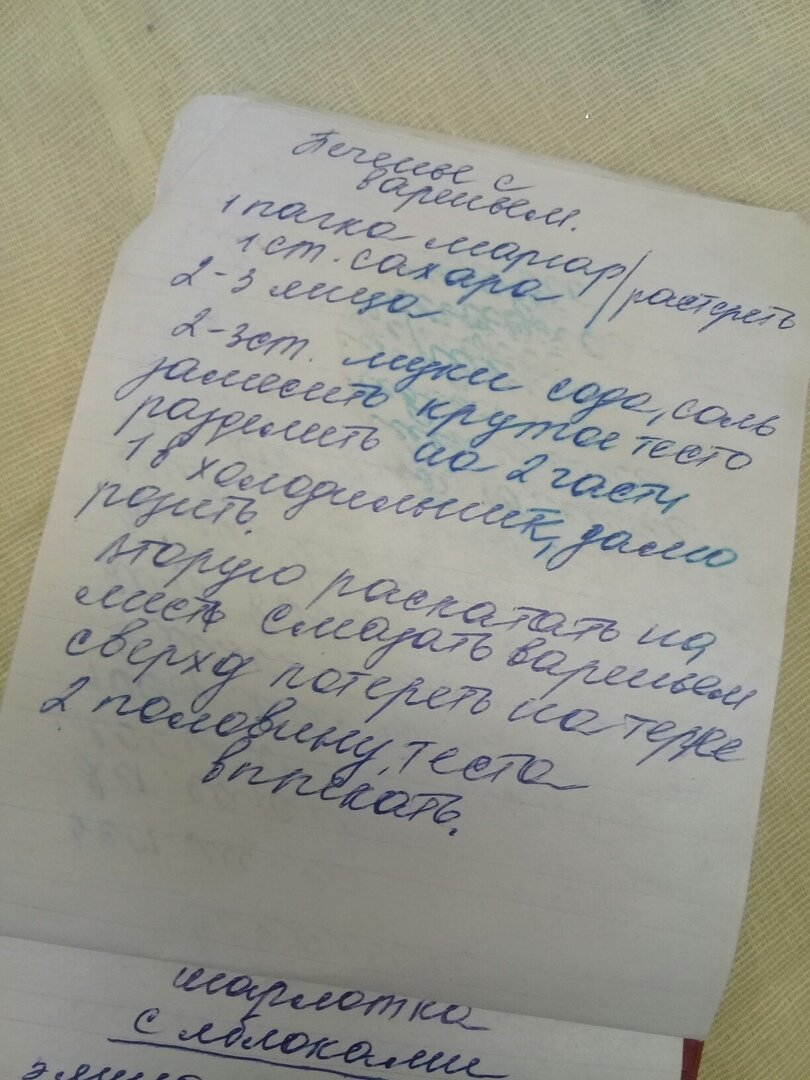 Печенье с
вареньем.
1 пачка маргар
1 ст. сахара / растереть
2-3 яйца
2-3 ст. муки сода, соль
замесить крутое тесто
разделить на 2 части
1 в холодильник, замо
розить.
Вторую раскатать на
лист смазать вареньем
сверху потереть на терке
2 половину теста
выпекать.
шарлотка
с яблоками
3 яйца